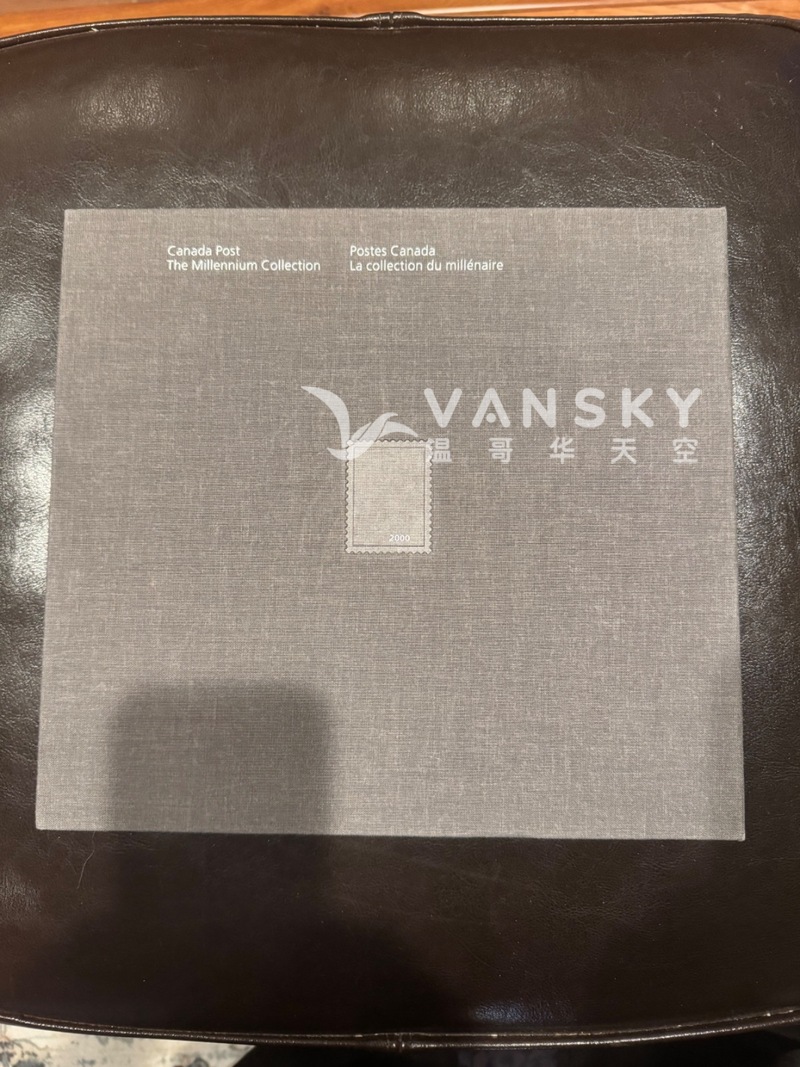 Canada Post
The Millennium Collection
Postes Canada
La collection du millénaire
VANSKY
温哥华天空
2000